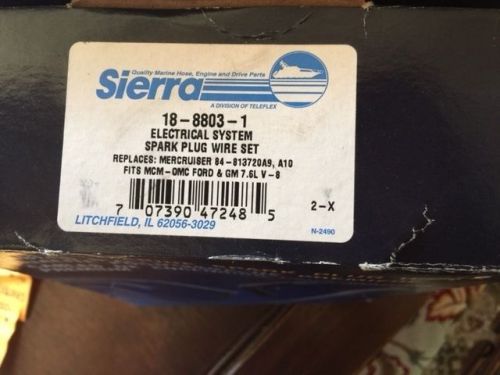 Quality Marine Hose, Engine and Drive Parts
Sierra
A DIVISION OF TELEFLEX
18-8803-1
ELECTRICAL SYSTEM
SPARK PLUG WIRE SET
REPLACES: MERCRUISER 84-813720A9, A10
FITS MCM-OMC FORD & GM 7.6L V-8
7 07390 47248 5
2-X
LITCHFIELD, IL 62056-3029
N-2490